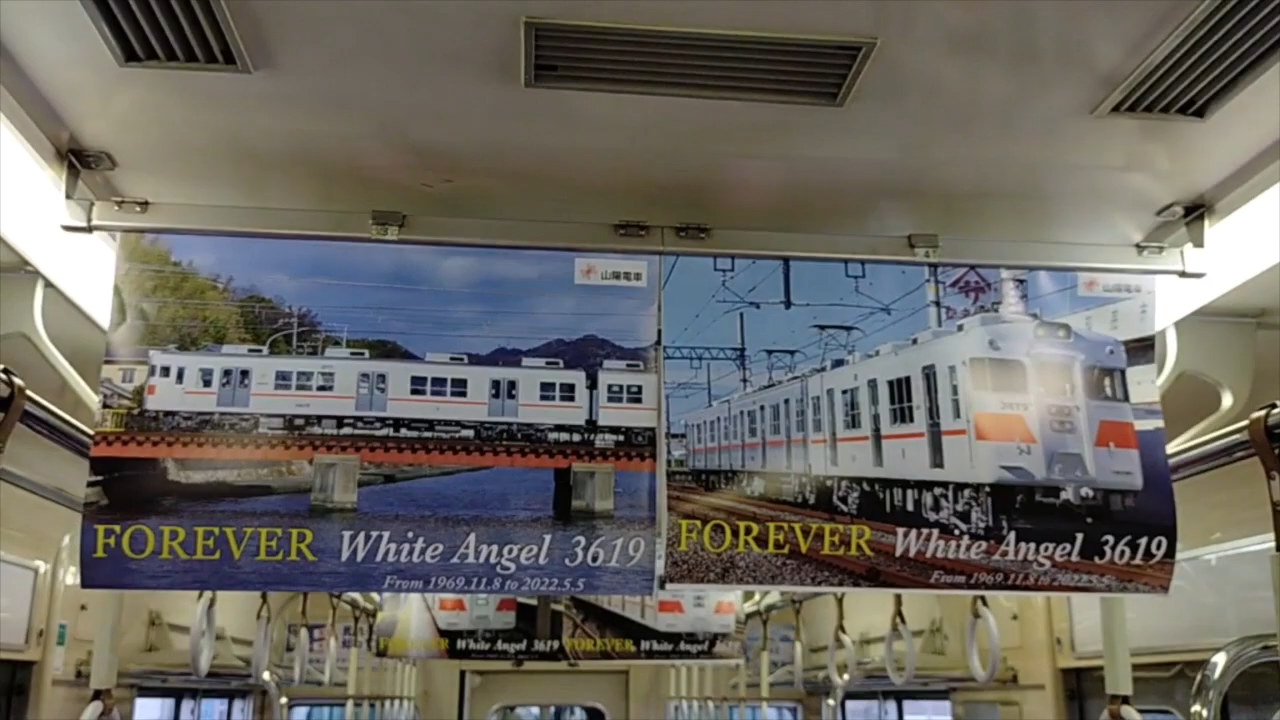 山陽電車
FOREVER White Angel 3619
From 1969.11.8 to 2022.5.5
山陽電車
3619
FOREVER White Angel 3619
From 1969.11.8 to 2022.5.5
FOREVER White Angel 3619
FOREVER White Angel 3619